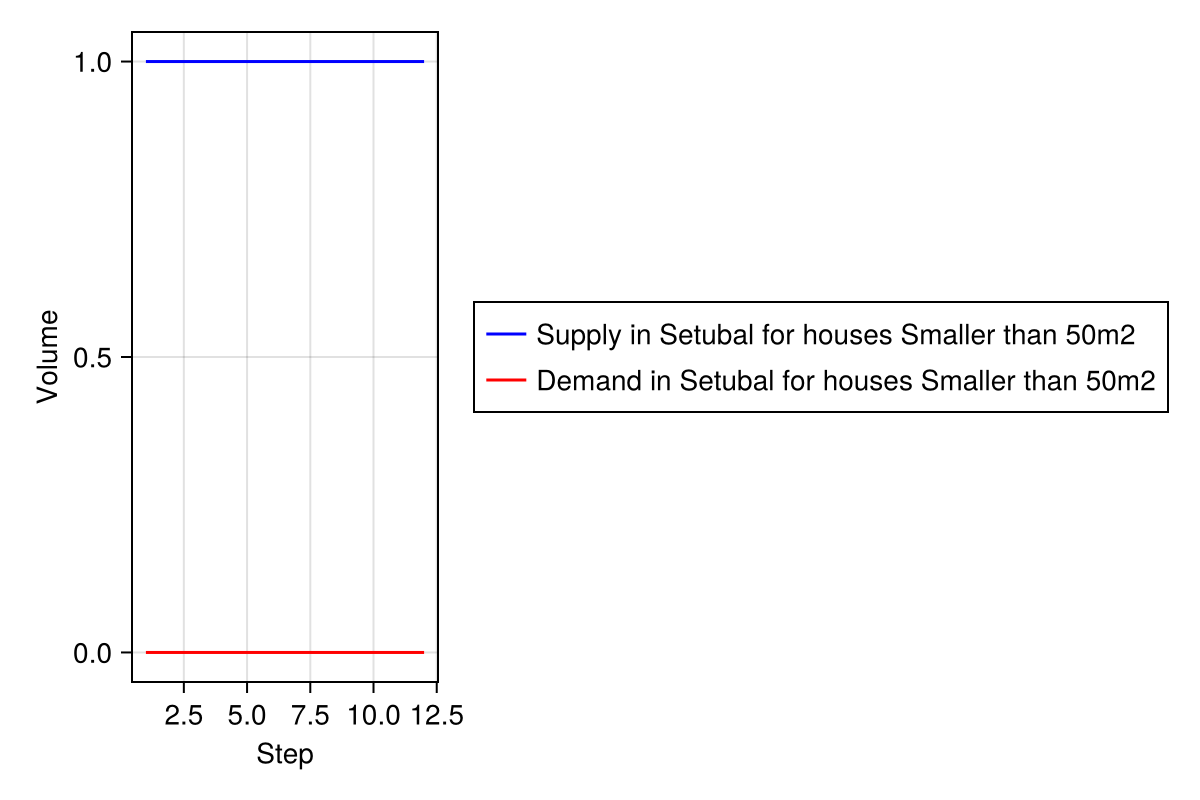 1.0
0.5
0.0
Volume
2.5 5.0 7.5 10.0 12.5
Step
Supply in Setubal for houses Smaller than 50m2
Demand in Setubal for houses Smaller than 50m2